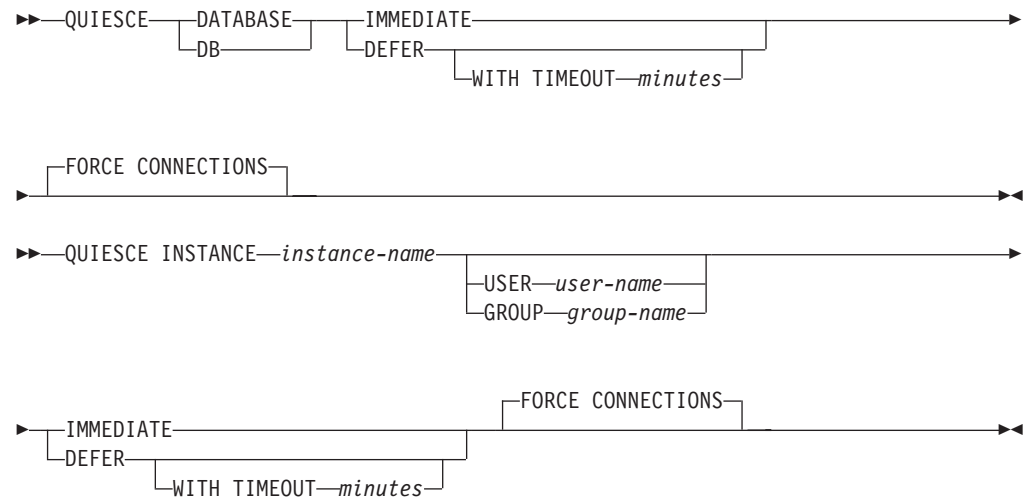 QUIESCE DATABASE IMMEDIATE
DB DEFER
WITH TIMEOUT minutes
FORCE CONNECTIONS
QUIESCE INSTANCE instance-name
USER user-name
GROUP group-name
FORCE CONNECTIONS
IMMEDIATE
DEFER
WITH TIMEOUT minutes